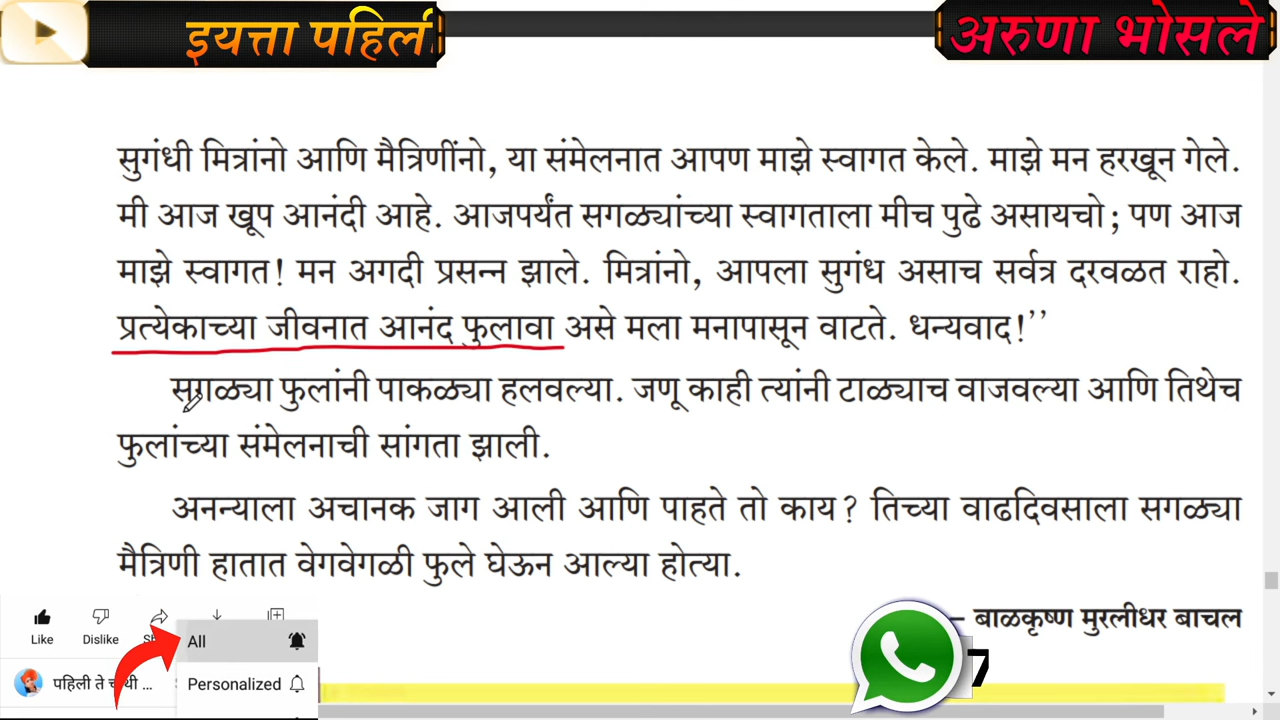 इयत्ता पहिली
अरुणा भोसले
सुगंधी मित्रांनो आणि मैत्रिणींनो, या संमेलनात आपण माझे स्वागत केले. माझे मन हरखून गेले.
मी आज खूप आनंदी आहे. आजपर्यंत सगळ्यांच्या स्वागताला मीच पुढे असायचो; पण आज
माझे स्वागत! मन अगदी प्रसन्न झाले. मित्रांनो, आपला सुगंध असाच सर्वत्र दरवळत राहो.
प्रत्येकाच्या जीवनात आनंद फुलावा असे मला मनापासून वाटते. धन्यवाद!’’
सगळ्या फुलांनी पाकळ्या हलवल्या. जणू काही त्यांनी टाळ्याच वाजवल्या आणि तिथेच
फुलांच्या संमेलनाची सांगता झाली.
अनन्याला अचानक जाग आली आणि पाहते तो काय? तिच्या वाढदिवसाला सगळ्या
मैत्रिणी हातात वेगवेगळी फुले घेऊन आल्या होत्या.
– बाळकृष्ण मुरलीधर बाचल
Like Dislike
All
पहिली ते
Personalized
7